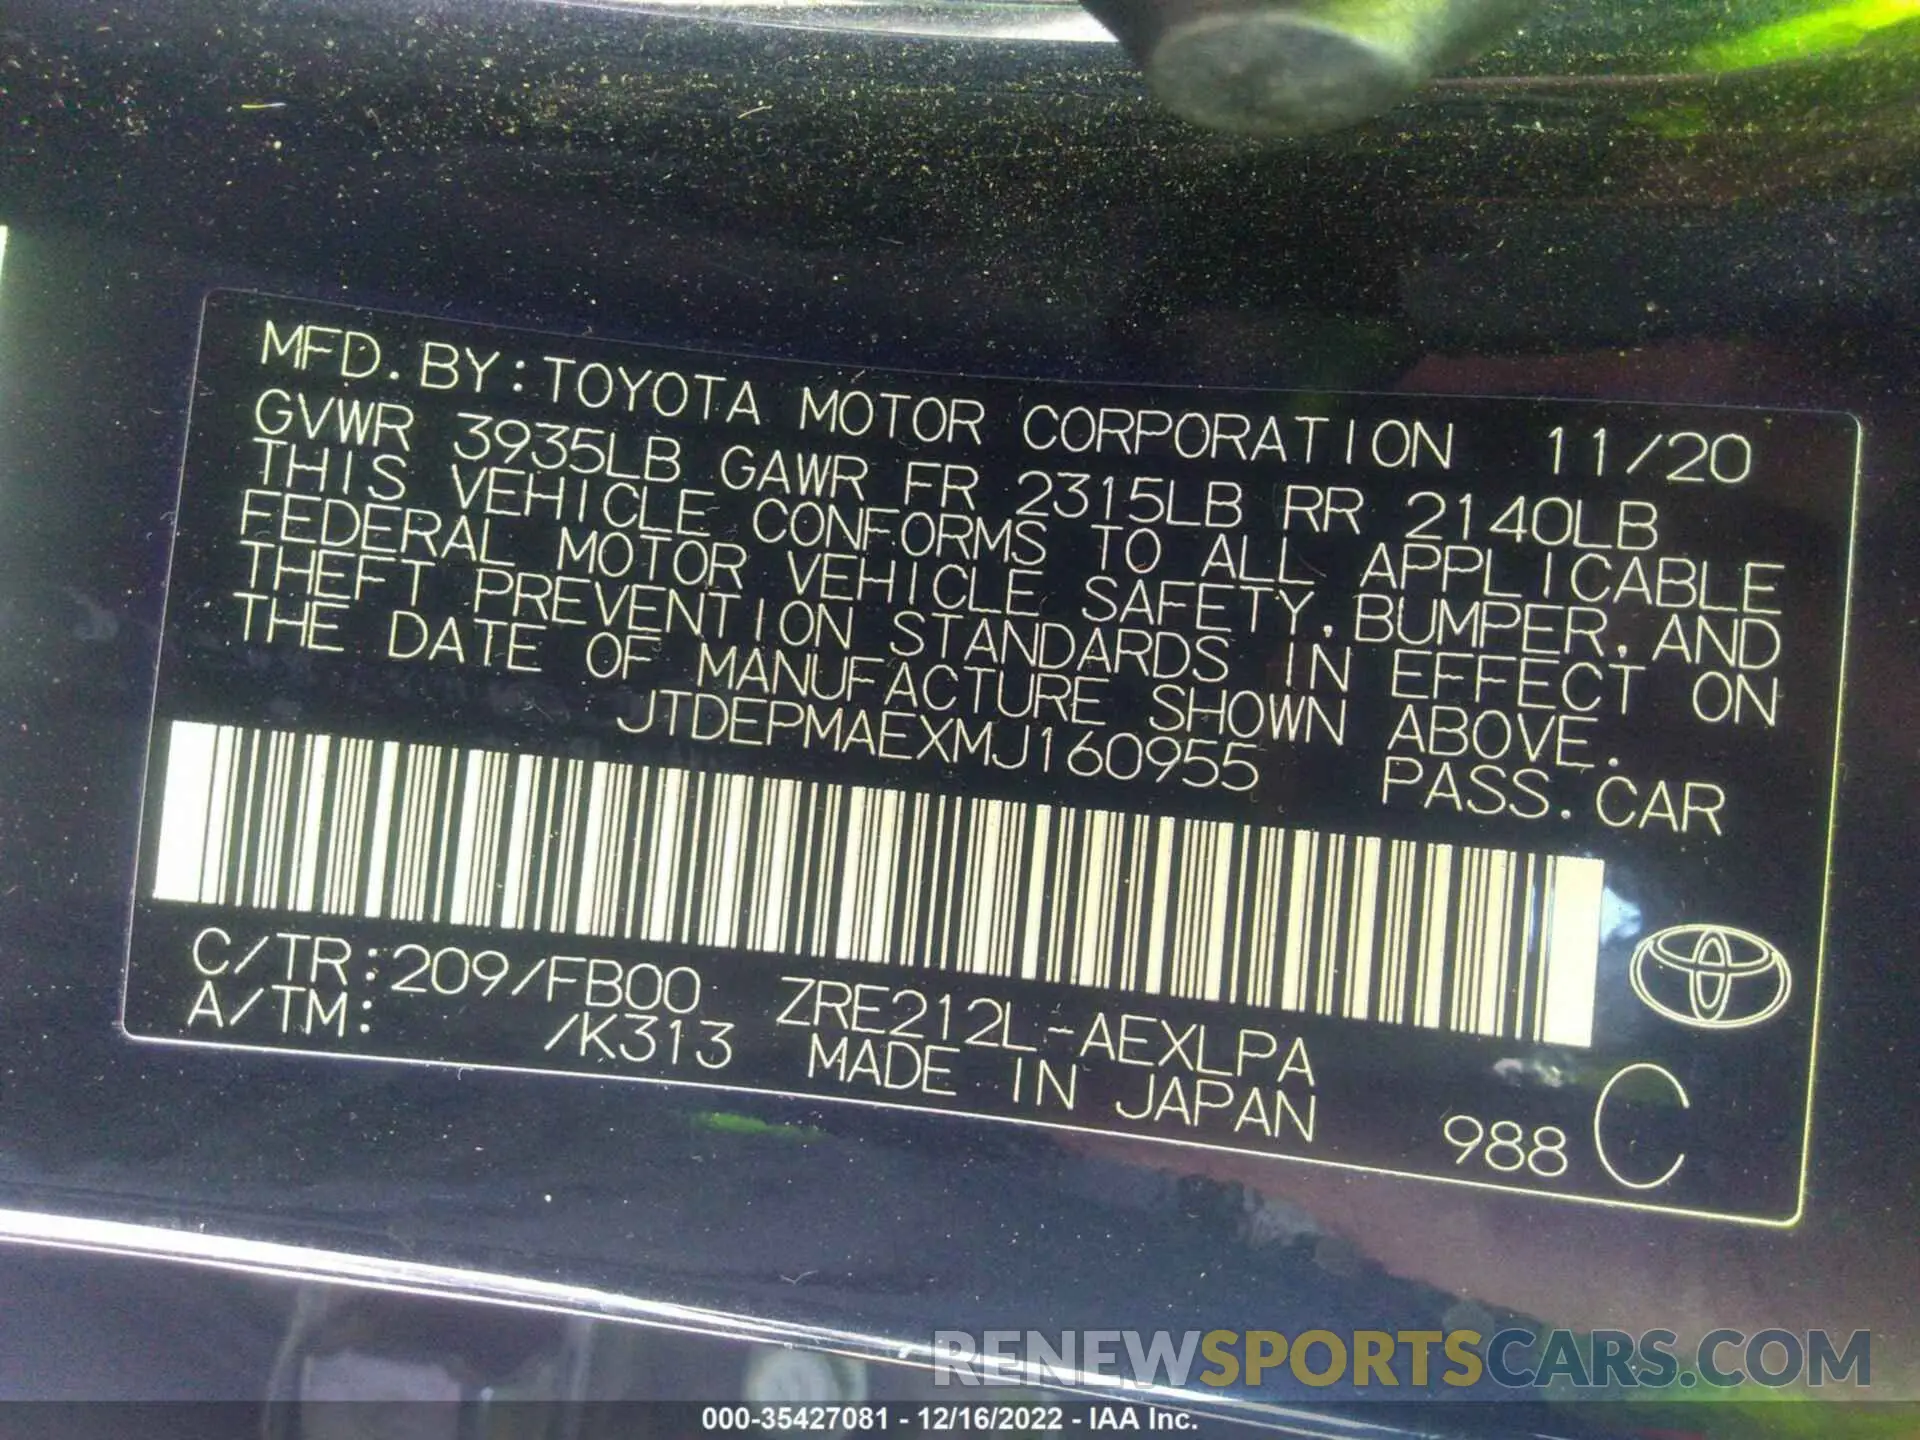 MFD. BY: TOYOTA MOTOR CORPORATION 11/20
GVWR 3935LB GAWR FR 2315LB RR 2140LB
THIS VEHICLE CONFORMS TO ALL APPLICABLE
FEDERAL MOTOR VEHICLE SAFETY, BUMPER, AND
THEFT PREVENTION STANDARDS IN EFFECT ON
THE DATE OF MANUFACTURE SHOWN ABOVE.
JTDEPMAEXMJ160955 PASS. CAR
C/TR: 209/FB00 ZRE212L-AEXLPA
A/TM: /K313 MADE IN JAPAN
988 C
RENEWSPORTSCARS.COM
000-35427081 - 12/16/2022 - IAA Inc.